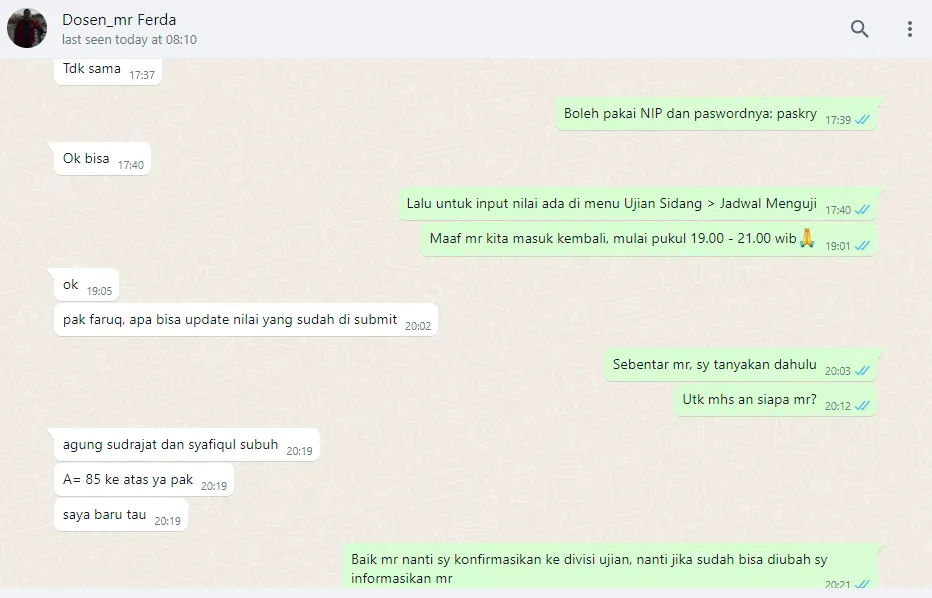 Dosen_mr Ferda
last seen today at 08:10
Tdk sama 17:37
Boleh pakai NIP dan paswordnya: paskry 17:39
Ok bisa 17:40
Lalu untuk input nilai ada di menu Ujian Sidang > Jadwal Menguji 17:40
Maaf mr kita masuk kembali, mulai pukul 19.00 - 21.00 wib🙏 19:01
ok 19:05
pak faruq, apa bisa update nilai yang sudah di submit 20:02
Sebentar mr, sy tanyakan dahulu 20:03
Utk mhs an siapa mr? 20:12
agung sudrajat dan syafiqul subuh 20:19
A= 85 ke atas ya pak 20:19
saya baru tau 20:19
Baik mr nanti sy konfirmasikan ke divisi ujian, nanti jika sudah bisa diubah sy
informasikan mr 20:21